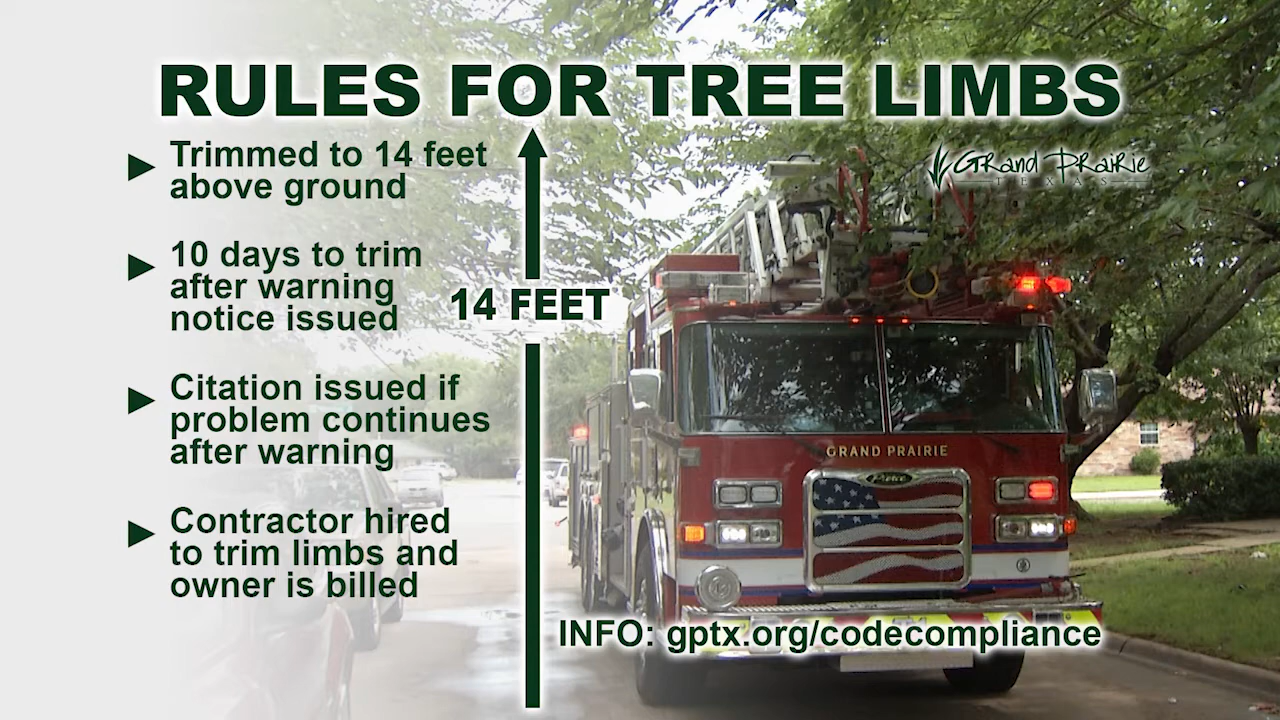 RULES FOR TREE LIMBS
▶ Trimmed to 14 feet
above ground
▶ 10 days to trim
after warning
notice issued
▶ Citation issued if
problem continues
after warning
▶ Contractor hired
to trim limbs and
owner is billed
14 FEET
Grand Prairie
TEXAS
GRAND PRAIRIE
Pierce
INFO: gptx.org/codecompliance